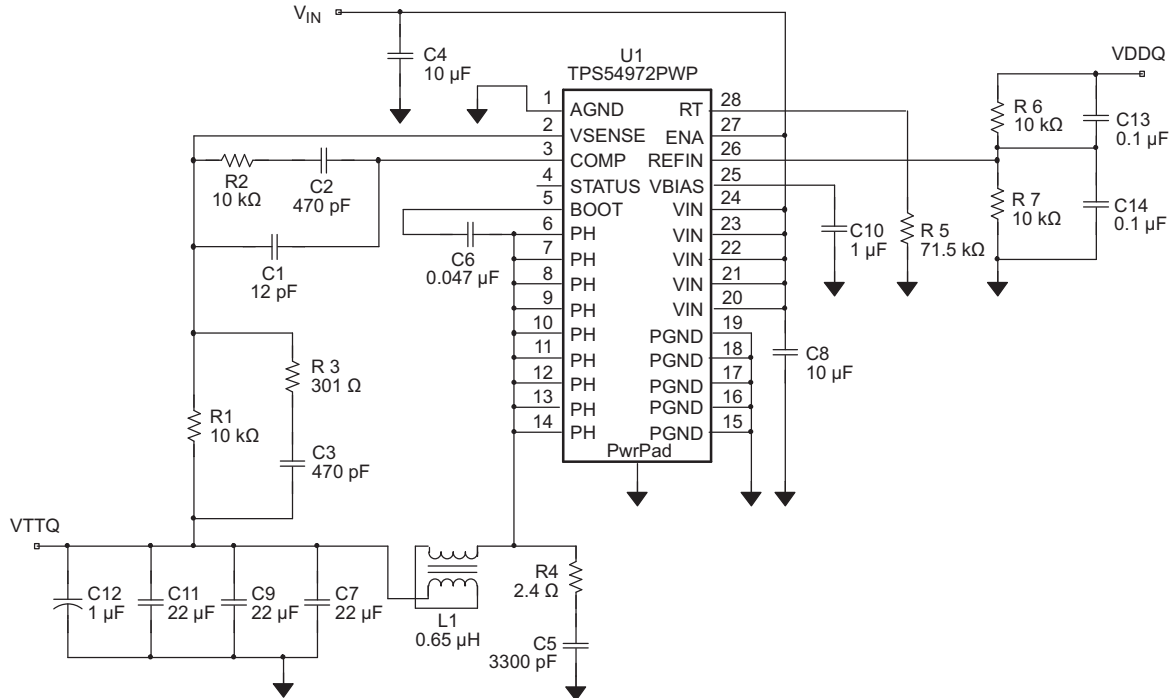 VIN
C4
10 µF
U1
TPS54972PWP
VDDQ
1
AGND
2
VSENSE
3
COMP
4
STATUS
5
BOOT
6
PH
7
PH
8
PH
9
PH
10
PH
11
PH
12
PH
13
PH
14
PH
28
RT
27
ENA
26
REFIN
25
VBIAS
24
VIN
23
VIN
22
VIN
21
VIN
20
VIN
19
PGND
18
PGND
17
PGND
16
PGND
15
PGND
PwrPad
R2
10 kΩ
C2
470 pF
C1
12 pF
C6
0.047 µF
R 3
301 Ω
R1
10 kΩ
C3
470 pF
R 6
10 kΩ
C13
0.1 µF
R 7
10 kΩ
C14
0.1 µF
C10
1 µF
R 5
71.5 kΩ
C8
10 µF
VTTQ
C12
1 µF
C11
22 µF
C9
22 µF
C7
22 µF
L1
0.65 µH
R4
2.4 Ω
C5
3300 pF